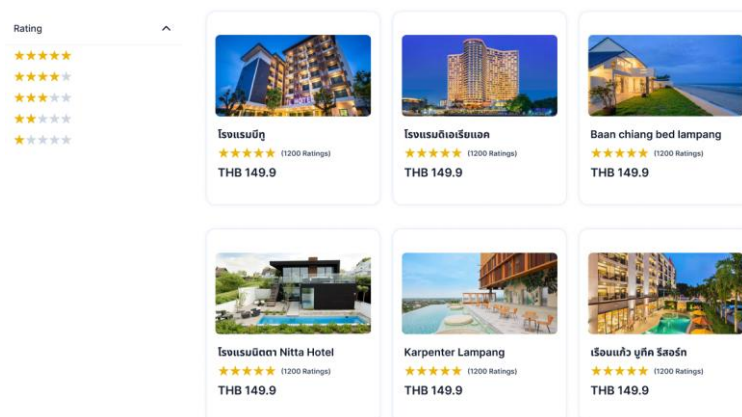 Rating
โรงแรมบีทู
โรงแรมดิเอเรียแอค
Baan chiang bed lampang
(1200 Ratings)
(1200 Ratings)
(1200 Ratings)
THB 149.9
THB 149.9
THB 149.9
โรงแรมนิตตา Nitta Hotel
Karpenter Lampang
เรือนแก้ว บูทีค รีสอร์ท
(1200 Ratings)
(1200 Ratings)
(1200 Ratings)
THB 149.9
THB 149.9
THB 149.9